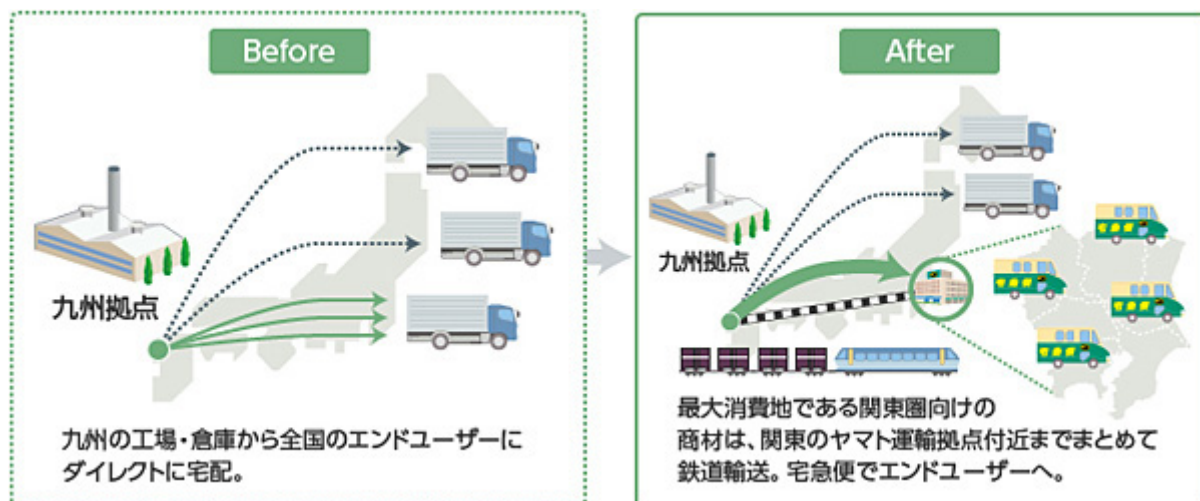 Before
九州拠点
九州の工場・倉庫から全国のエンドユーザーに
ダイレクトに宅配。
After
九州拠点
最大消費地である関東圏向けの
商材は、関東のヤマト運輸拠点付近までまとめて
鉄道輸送。宅急便でエンドユーザーへ。